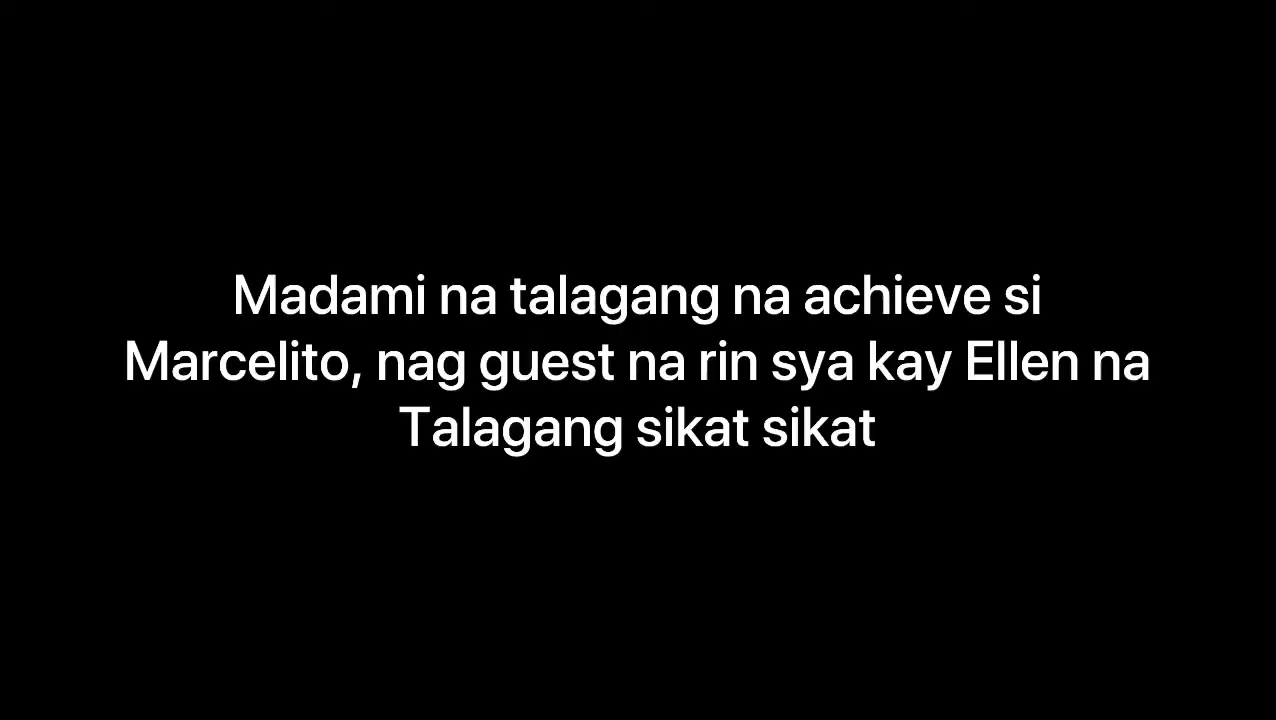 Madami na talagang na achieve si
Marcelito, nag guest na rin sya kay Ellen na
Talagang sikat sikat